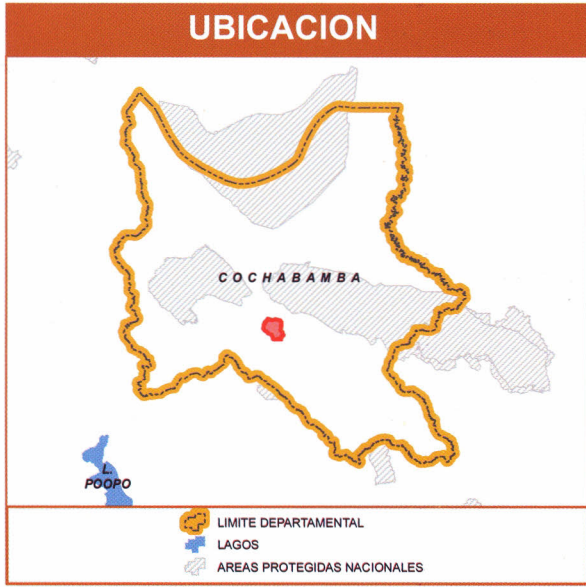 UBICACION
COCHABAMBA
L.
POOPO
LIMITE DEPARTAMENTAL
LAGOS
AREAS PROTEGIDAS NACIONALES